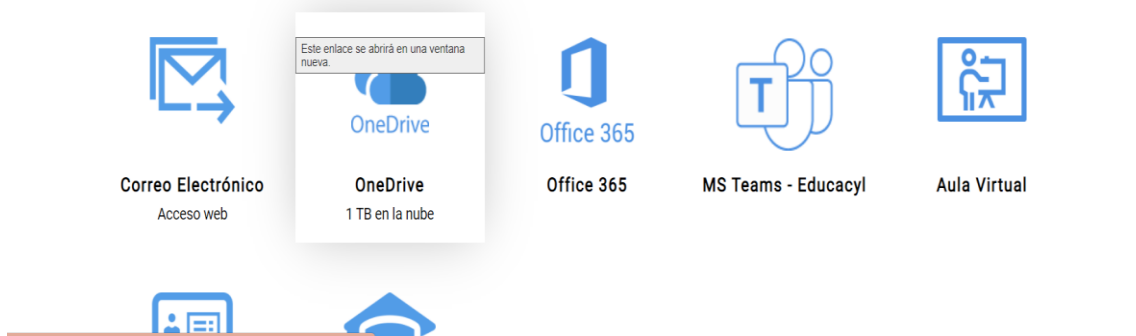 Este enlace se abrirá en una ventana
nueva.
OneDrive
Office 365
T
Correo Electrónico
OneDrive
Office 365
MS Teams - Educacyl
Aula Virtual
Acceso web
1 TB en la nube